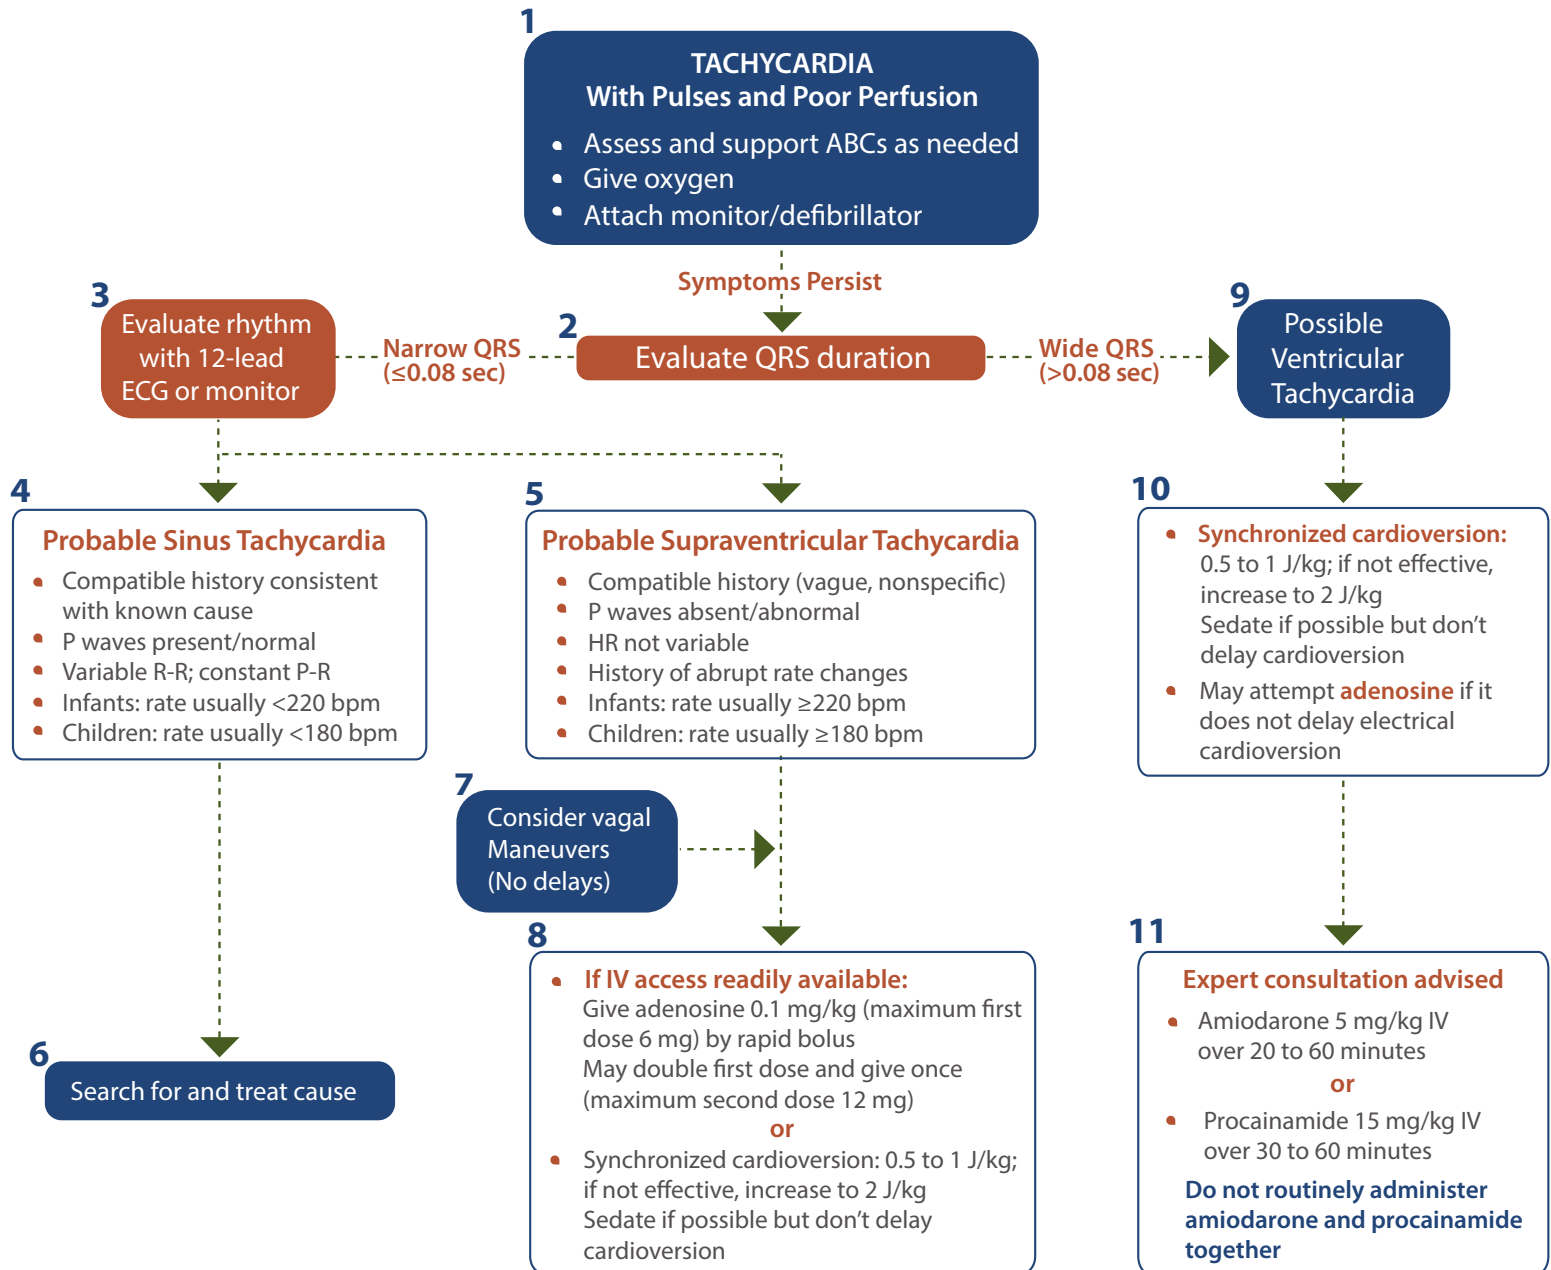 1
TACHYCARDIA
With Pulses and Poor Perfusion
• Assess and support ABCs as needed
• Give oxygen
• Attach monitor/defibrillator
Symptoms Persist
2
Evaluate QRS duration
Narrow QRS
(≤0.08 sec)
Wide QRS
(>0.08 sec)
3
Evaluate rhythm
with 12-lead
ECG or monitor
9
Possible
Ventricular
Tachycardia
4
Probable Sinus Tachycardia
• Compatible history consistent
with known cause
• P waves present/normal
• Variable R-R; constant P-R
• Infants: rate usually <220 bpm
• Children: rate usually <180 bpm
5
Probable Supraventricular Tachycardia
• Compatible history (vague, nonspecific)
• P waves absent/abnormal
• HR not variable
• History of abrupt rate changes
• Infants: rate usually ≥220 bpm
• Children: rate usually ≥180 bpm
10
• Synchronized cardioversion:
0.5 to 1 J/kg; if not effective,
increase to 2 J/kg
Sedate if possible but don’t
delay cardioversion
• May attempt adenosine if it
does not delay electrical
cardioversion
6
Search for and treat cause
7
Consider vagal
Maneuvers
(No delays)
8
• If IV access readily available:
Give adenosine 0.1 mg/kg (maximum first
dose 6 mg) by rapid bolus
May double first dose and give once
(maximum second dose 12 mg)
or
• Synchronized cardioversion: 0.5 to 1 J/kg;
if not effective, increase to 2 J/kg
Sedate if possible but don’t delay
cardioversion
11
Expert consultation advised
• Amiodarone 5 mg/kg IV
over 20 to 60 minutes
or
• Procainamide 15 mg/kg IV
over 30 to 60 minutes
Do not routinely administer
amiodarone and procainamide
together